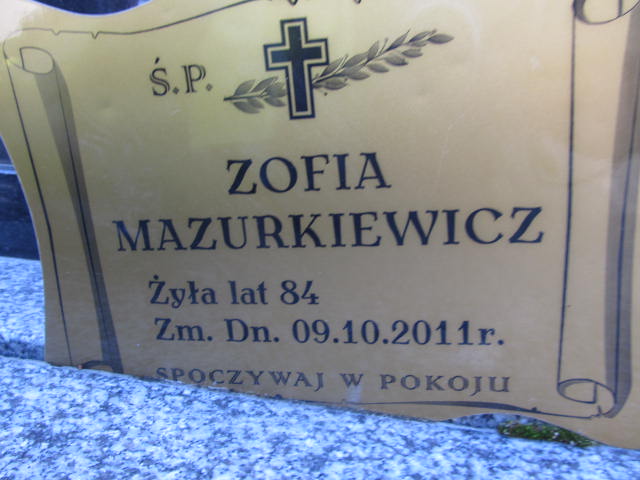 Ś.P.
ZOFIA
MAZURKIEWICZ
Żyła lat 84
Zm. Dn. 09.10.2011r.
SPOCZYWAJ W POKOJU